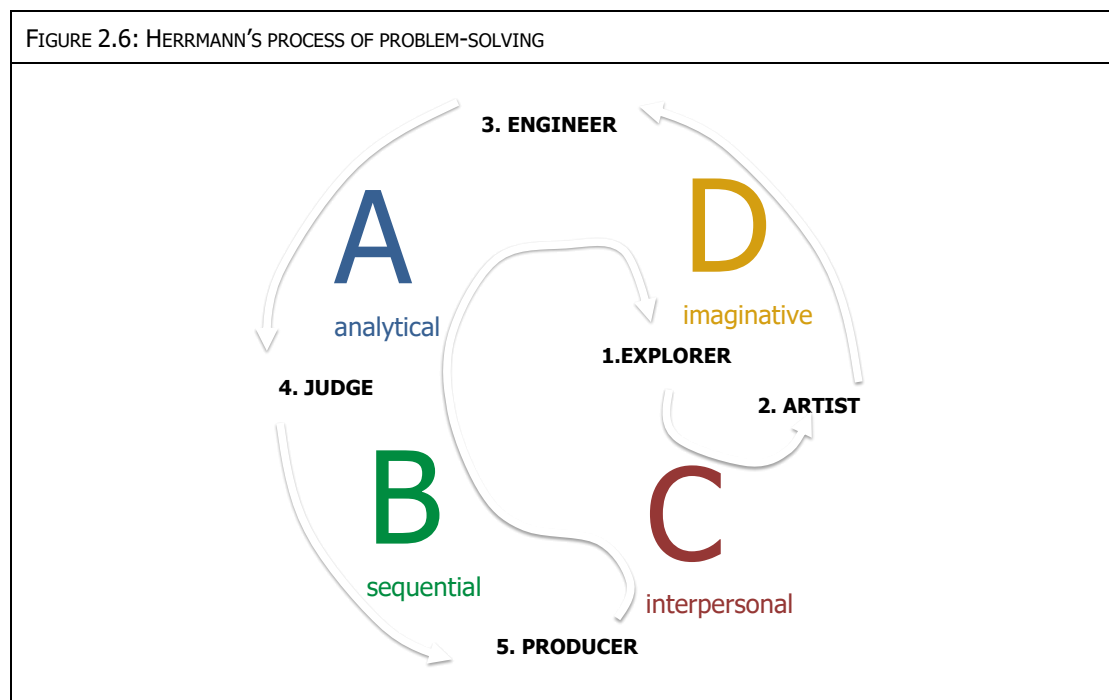 FIGURE 2.6: HERRMANN'S PROCESS OF PROBLEM-SOLVING
3. ENGINEER
A
D
analytical
imaginative
1.EXPLORER
4. JUDGE
2. ARTIST
B
C
sequential
interpersonal
5. PRODUCER